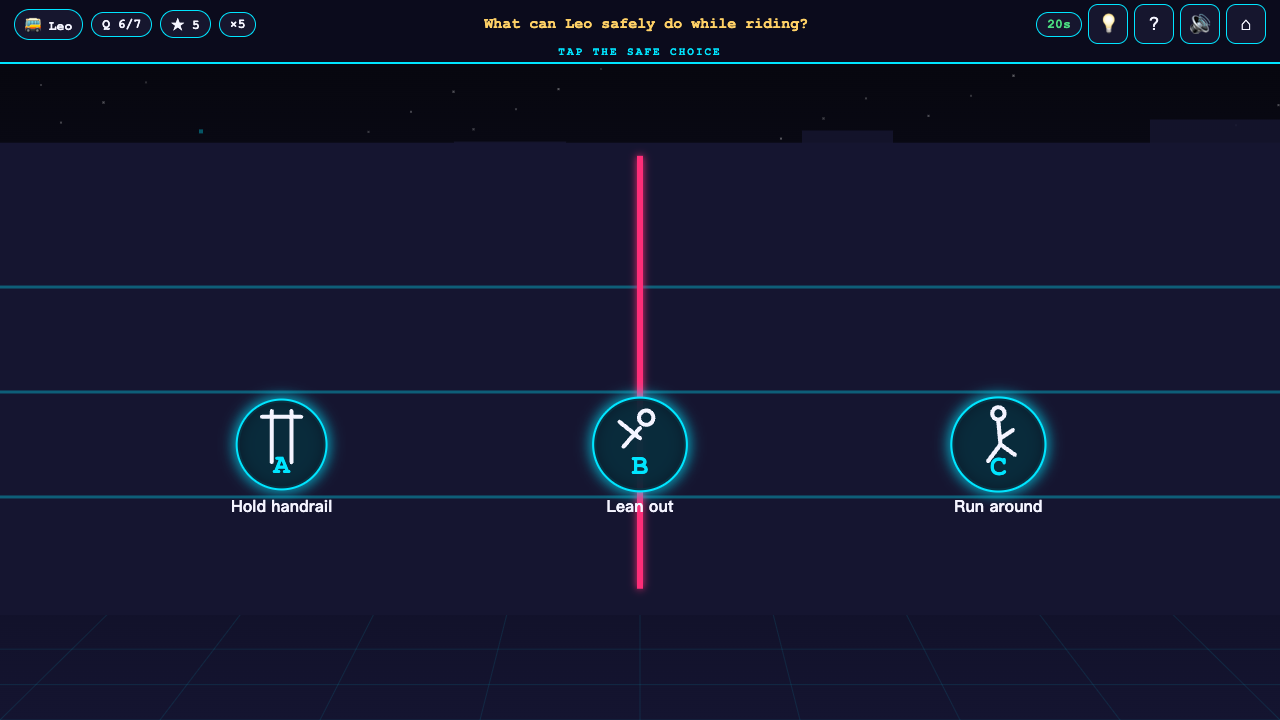 Leo
Q 6/7
★ 5
×5
What can Leo safely do while riding?
TAP THE SAFE CHOICE
20s
?
A
B
C
Hold handrail
Lean out
Run around